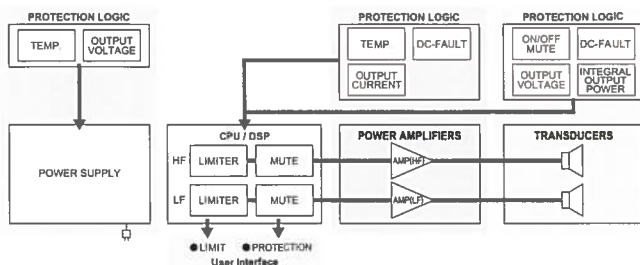 PROTECTION LOGIC
TEMP.
OUTPUT
VOLTAGE
PROTECTION LOGIC
TEMP.
DC-FAULT
OUTPUT
CURRENT
PROTECTION LOGIC
ON/OFF
MUTE
DC-FAULT
OUTPUT
VOLTAGE
INTEGRAL
OUTPUT
POWER
POWER SUPPLY
CPU / DSP
HF
LIMITER
MUTE
LF
LIMITER
MUTE
POWER AMPLIFIERS
AMP(HF)
AMP(LF)
TRANSDUCERS
●LIMIT ●PROTECTION
User Interface